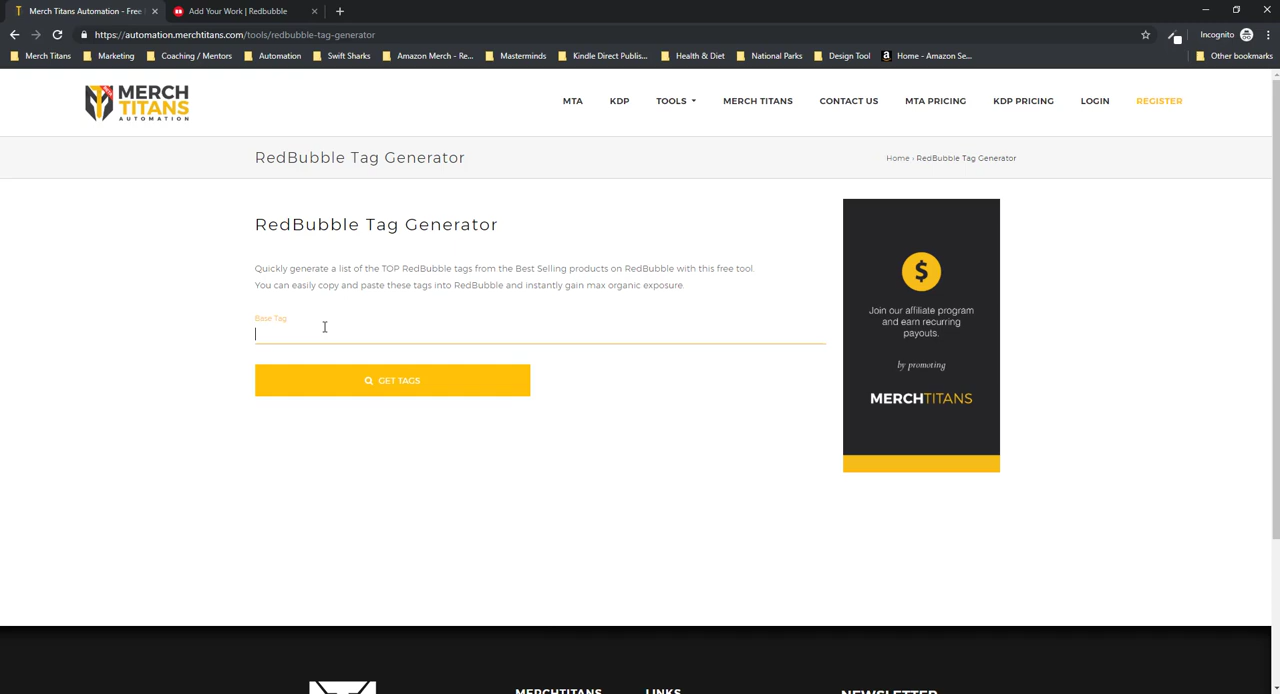 Merch Titans Automation - Free
Add Your Work | Redbubble
https://automation.merchtitans.com/tools/redbubble-tag-generator
Incognito
Merch Titans
Marketing
Coaching / Mentors
Automation
Swift Sharks
Amazon Merch - Re...
Masterminds
Kindle Direct Publis...
Health & Diet
National Parks
Design Tool
Home - Amazon Se...
Other bookmarks
MERCH
TITANS
AUTOMATION
MTA
KDP
TOOLS
MERCH TITANS
CONTACT US
MTA PRICING
KDP PRICING
LOGIN
REGISTER
RedBubble Tag Generator
Home › RedBubble Tag Generator
RedBubble Tag Generator
Quickly generate a list of the TOP RedBubble tags from the Best Selling products on RedBubble with this free tool.
You can easily copy and paste these tags into RedBubble and instantly gain max organic exposure.
Base Tag
GET TAGS
$
Join our affiliate program
and earn recurring
payouts.
by promoting
MERCHTITANS
MERCHTITANS
LINKS
NEWSLETTER